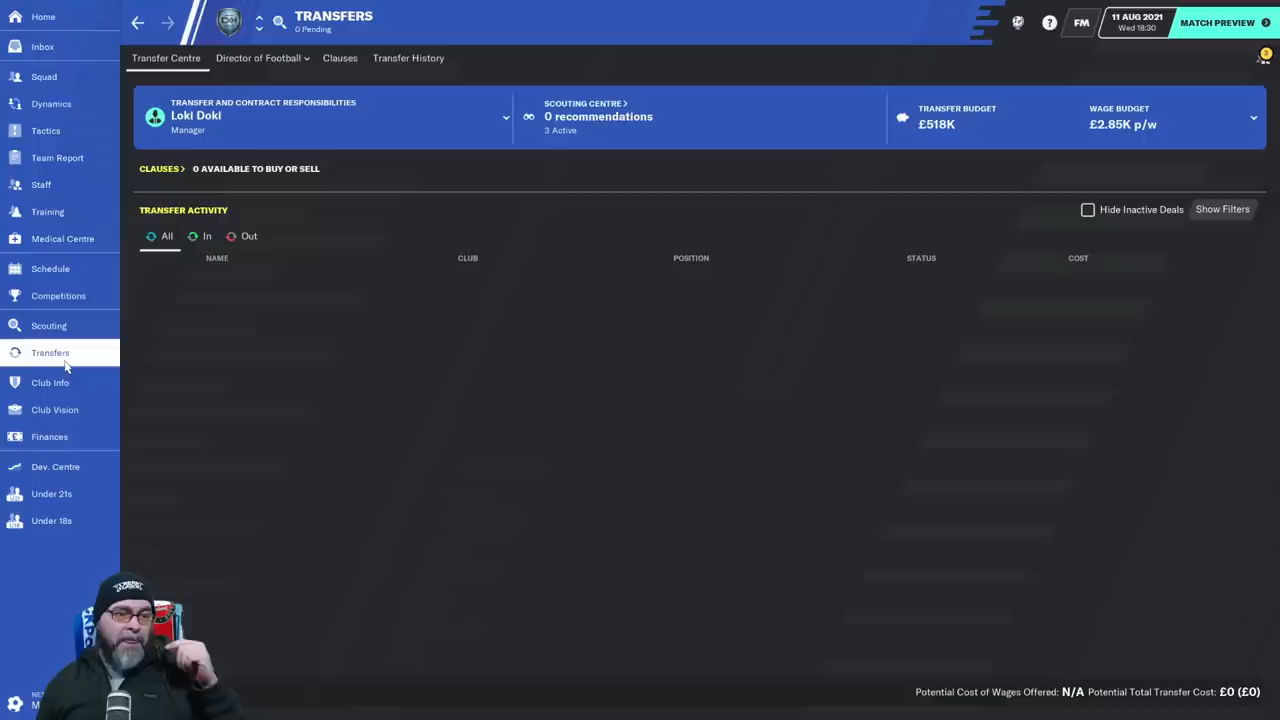 Home
Inbox
Squad
Dynamics
Tactics
Team Report
Staff
Training
Medical Centre
Schedule
Competitions
Scouting
Transfers
Club Info
Club Vision
Finances
Dev. Centre
Under 21s
Under 18s
TRANSFERS
0 Pending
FM
11 AUG 2021
Wed 18:30
MATCH PREVIEW
3
Transfer Centre
Director of Football
Clauses
Transfer History
TRANSFER AND CONTRACT RESPONSIBILITIES
Loki Doki
Manager
SCOUTING CENTRE >
0 recommendations
3 Active
TRANSFER BUDGET
£518K
WAGE BUDGET
£2.85K p/w
CLAUSES > 0 AVAILABLE TO BUY OR SELL
TRANSFER ACTIVITY
Hide Inactive Deals
Show Filters
All In Out
NAME CLUB POSITION STATUS COST
Potential Cost of Wages Offered: N/A Potential Total Transfer Cost: £0 (£0)